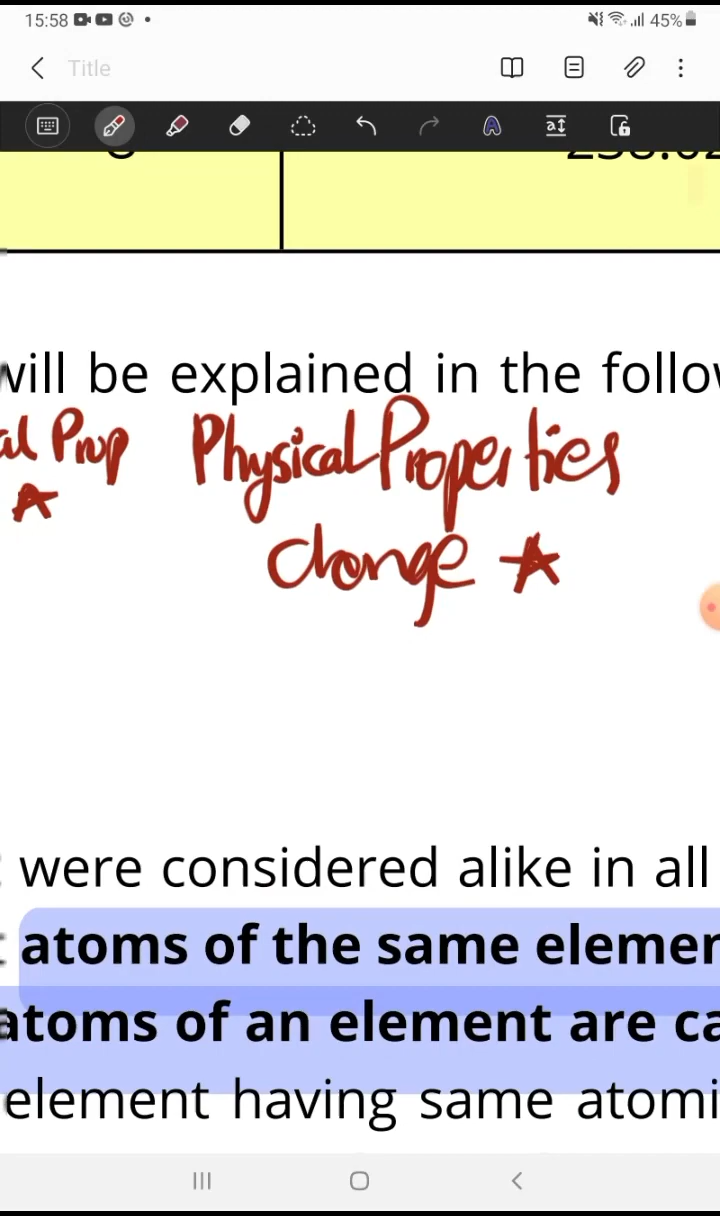 15:58 45%
Title
will be explained in the follow
al Prop Physical Properties
change
were considered alike in all
atoms of the same elemen
atoms of an element are ca
element having same atomi